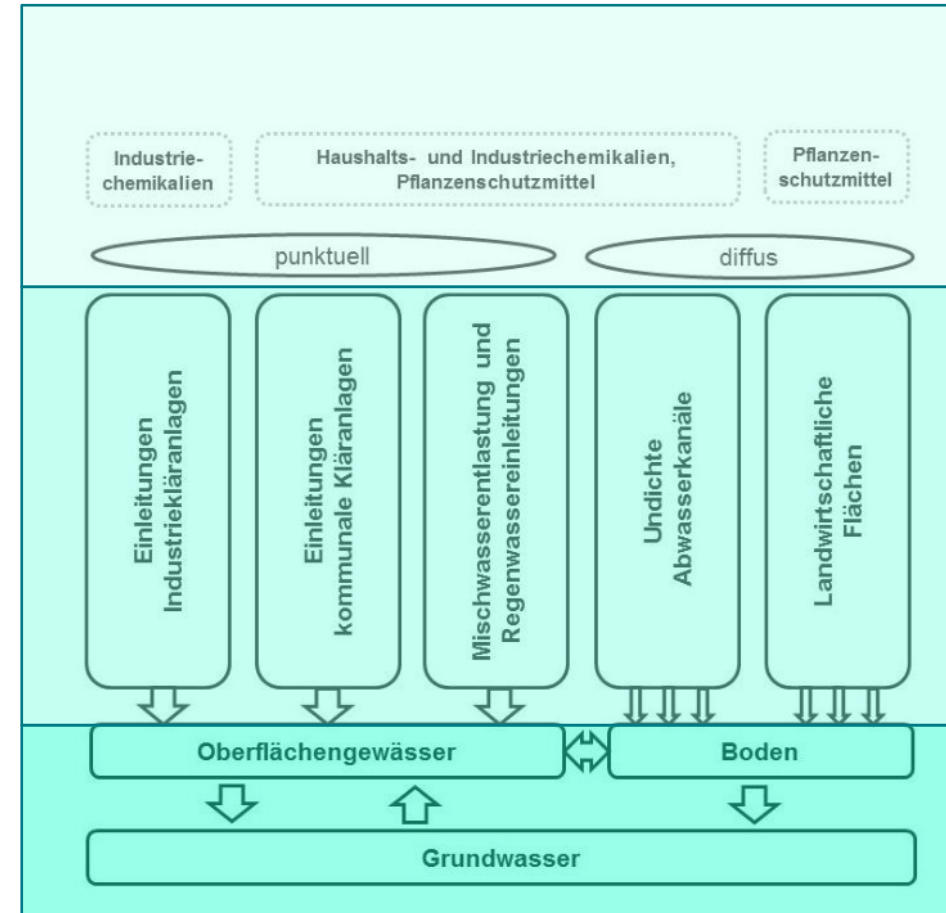 Industrie-
chemikalien
Haushalts- und Industriechemikalien,
Pflanzenschutzmittel
Pflanzen-
schutzmittel
punktuell
diffus
Einleitungen
Industriekläranlagen
Einleitungen
kommunale Kläranlagen
Mischwasserentlastung und
Regenwassereinleitungen
Undichte
Abwasserkanäle
Landwirtschaftliche
Flächen
Oberflächengewässer
Boden
Grundwasser